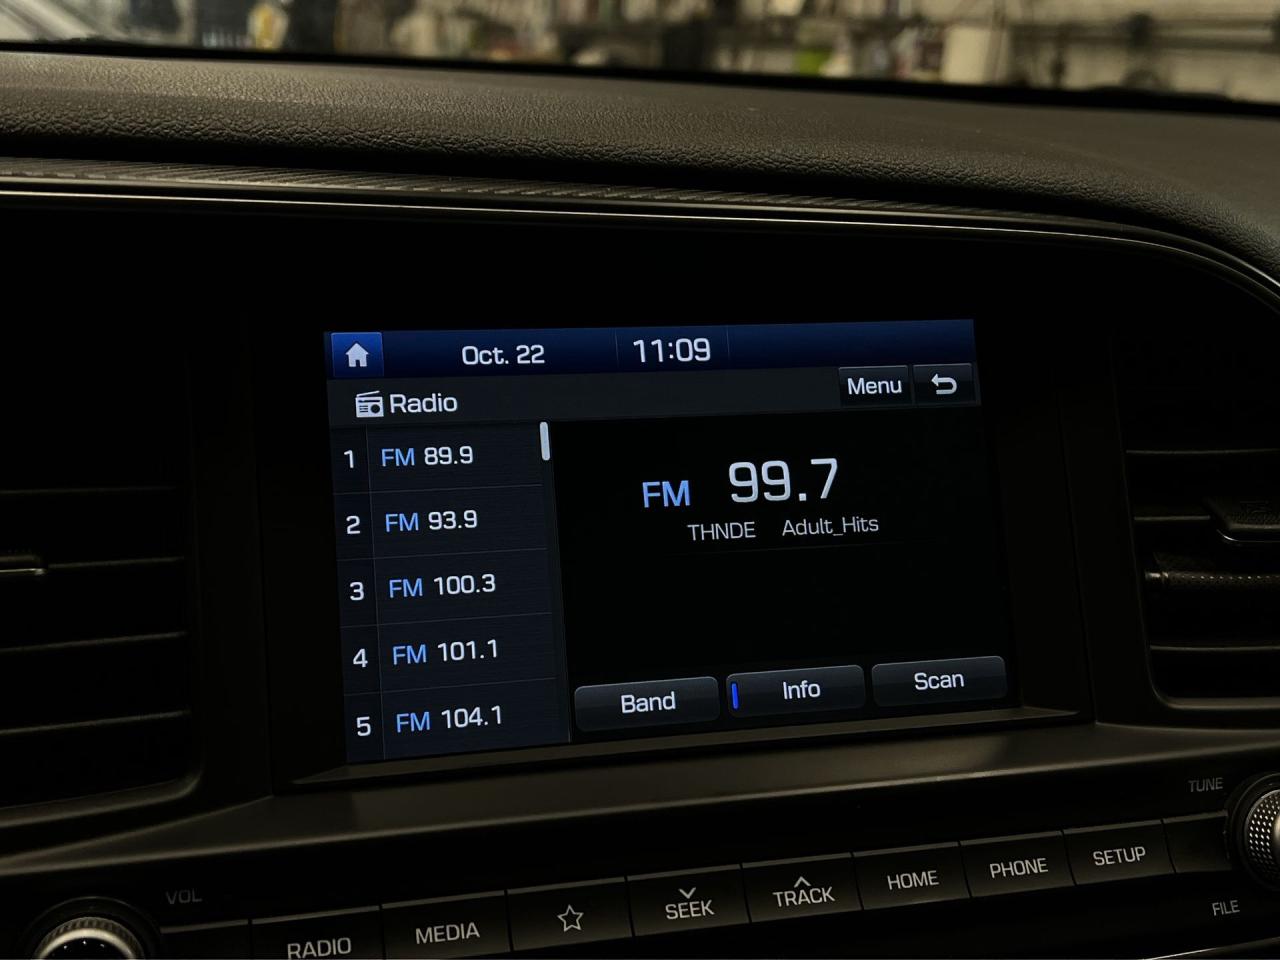 Oct. 22 11:09
Radio Menu
1 FM 89.9
2 FM 93.9
3 FM 100.3
4 FM 101.1
5 FM 104.1
FM 99.7
THNDE Adult_Hits
Band Info Scan
TUNE
VOL
RADIO MEDIA SEEK TRACK HOME PHONE SETUP
FILE